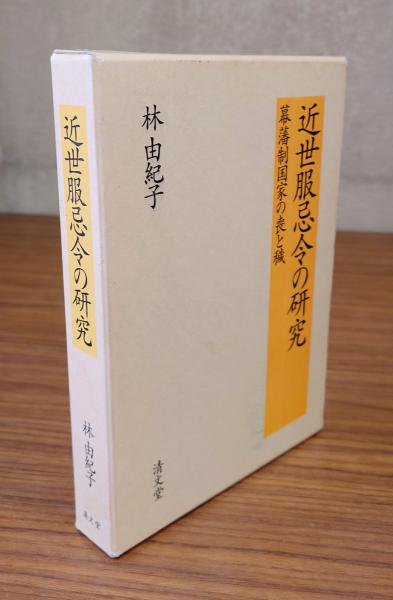 近世服忌令の研究
幕藩制国家の喪と穢
林 由紀子
清文堂
近世服忌令の研究
林 由紀子
清文堂